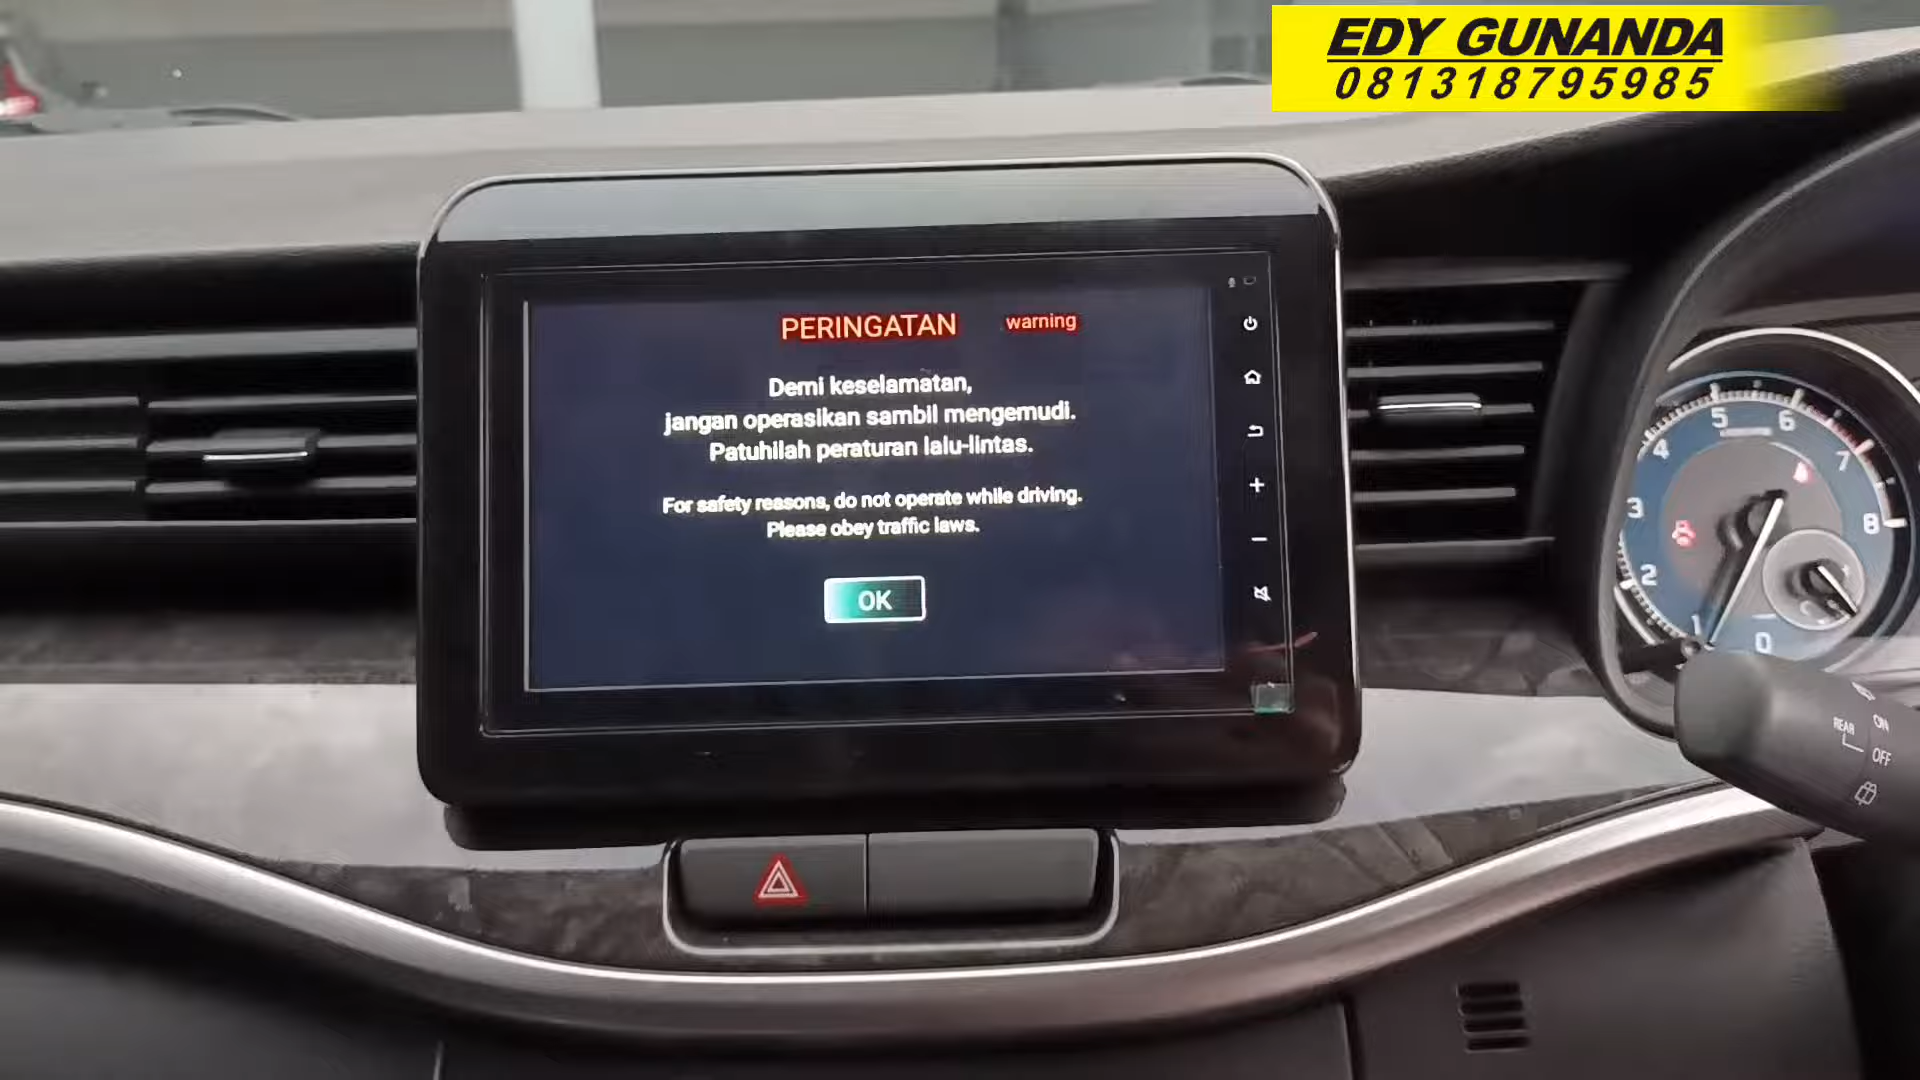 EDY GUNANDA
081318795985
PERINGATAN warning
Demi keselamatan,
jangan operasikan sambil mengemudi.
Patuhilah peraturan lalu-lintas.
For safety reasons, do not operate while driving.
Please obey traffic laws.
OK
0
1
2
3
4
5
6
7
8
REAR
ON
OFF